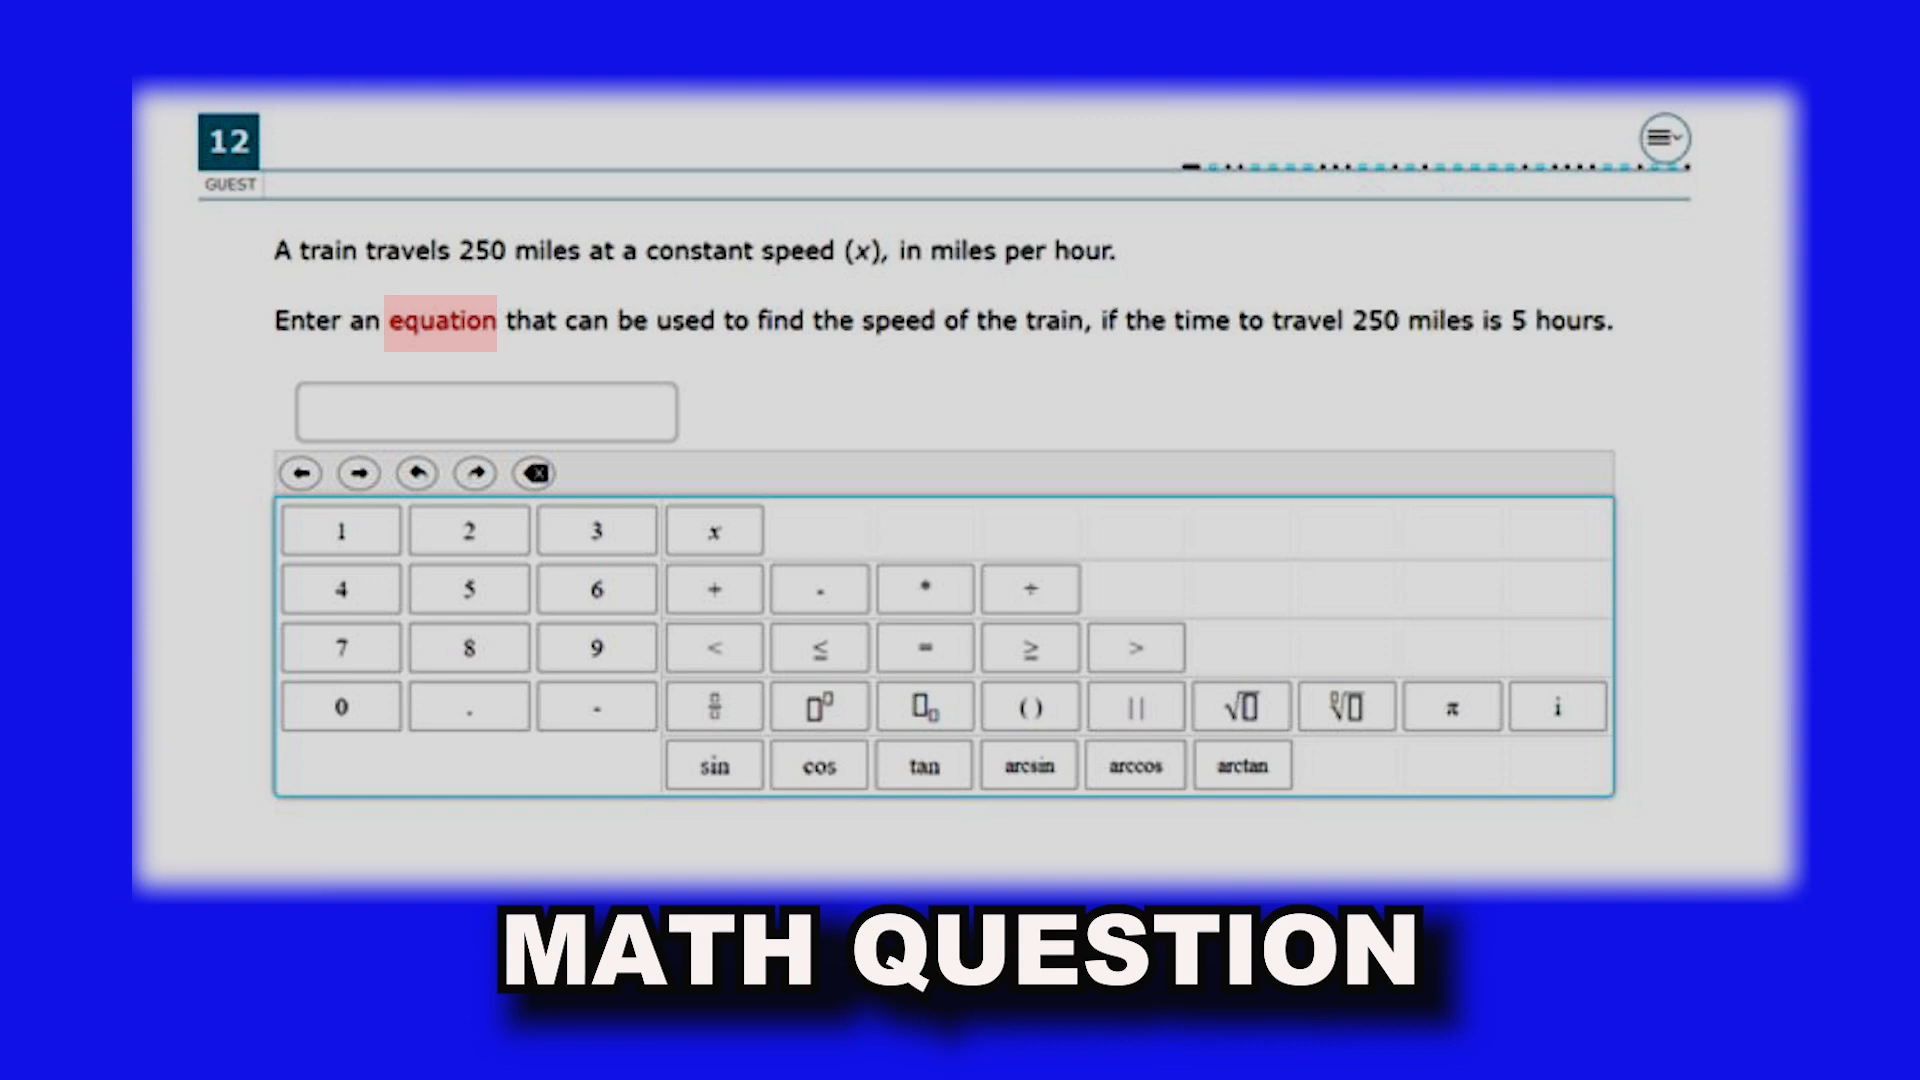 12
GUEST
A train travels 250 miles at a constant speed (x), in miles per hour.
Enter an equation that can be used to find the speed of the train, if the time to travel 250 miles is 5 hours.
1 2 3 x
4 5 6 + - * ÷
7 8 9 < ≤ = ≥ >
0 . - ▯/▯ ▯^▯ ▯_▯ ( ) | | √▯ ▯√▯ π i
sin cos tan arcsin arccos arctan
MATH QUESTION